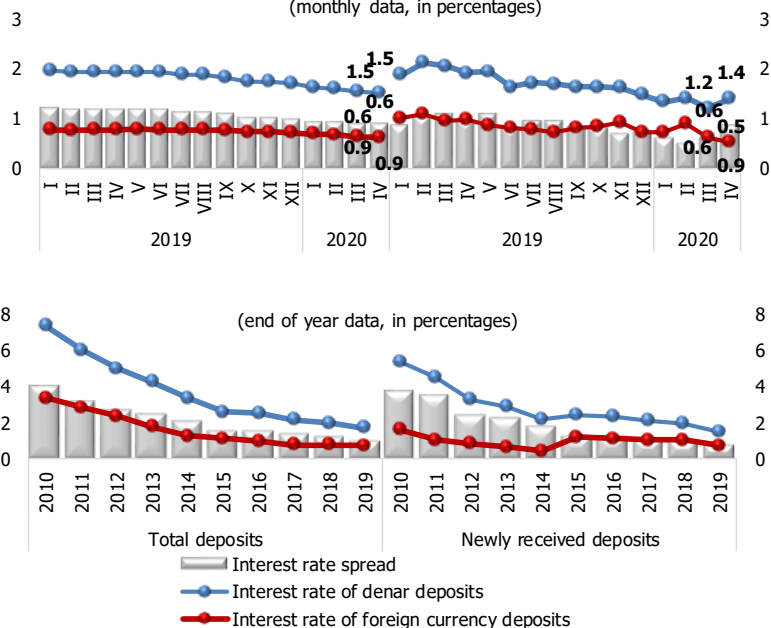 (monthly data, in percentages)
3 3
2 2
1 1
0 0
1.5
1.5
0.6
0.6
0.9
0.9
1.2 1.4
0.6
0.5
0.6
0.9
I II III IV V VI VII VIII IX X XI XII I II III IV I II III IV V VI VII VIII IX X XI XII I II III IV
2019 2020 2019 2020
(end of year data, in percentages)
8 8
6 6
4 4
2 2
0 0
2010 2011 2012 2013 2014 2015 2016 2017 2018 2019 2010 2011 2012 2013 2014 2015 2016 2017 2018 2019
Total deposits Newly received deposits
Interest rate spread
Interest rate of denar deposits
Interest rate of foreign currency deposits